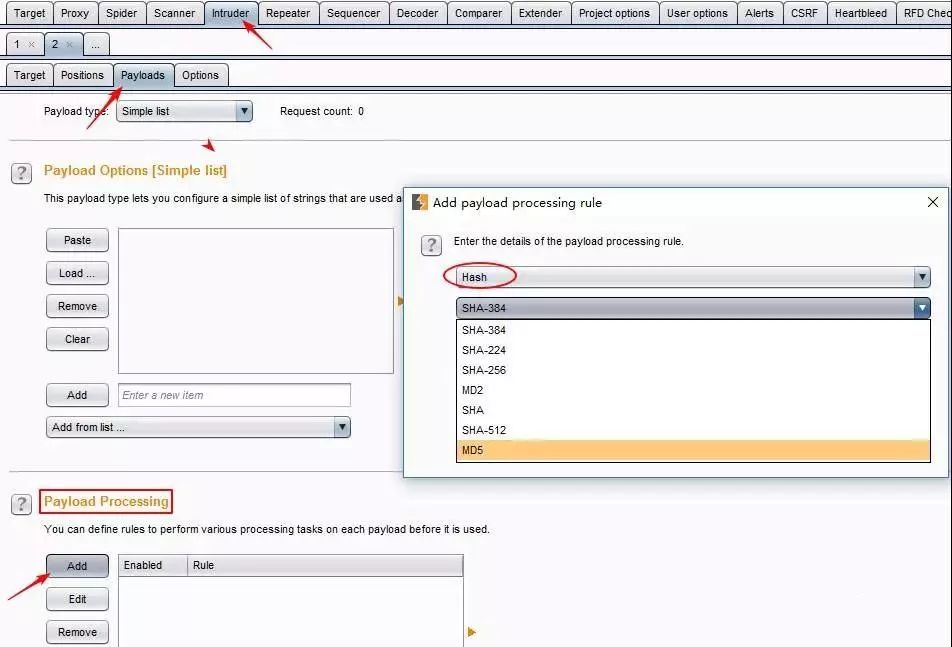 Target Proxy Spider Scanner Intruder Repeater Sequencer Decoder Comparer Extender Project options User options Alerts CSRF Heartbleed RFD Chec
1 × 2 × ...
Target Positions Payloads Options
Payload type: Simple list Request count: 0
? Payload Options [Simple list]
This payload type lets you configure a simple list of strings that are used a
Paste
Load ...
Remove
Clear
Add Enter a new item
Add from list ...
Add payload processing rule
? Enter the details of the payload processing rule.
Hash
SHA-384
SHA-384
SHA-224
SHA-256
MD2
SHA
SHA-512
MD5
? Payload Processing
You can define rules to perform various processing tasks on each payload before it is used.
Add Enabled Rule
Edit
Remove